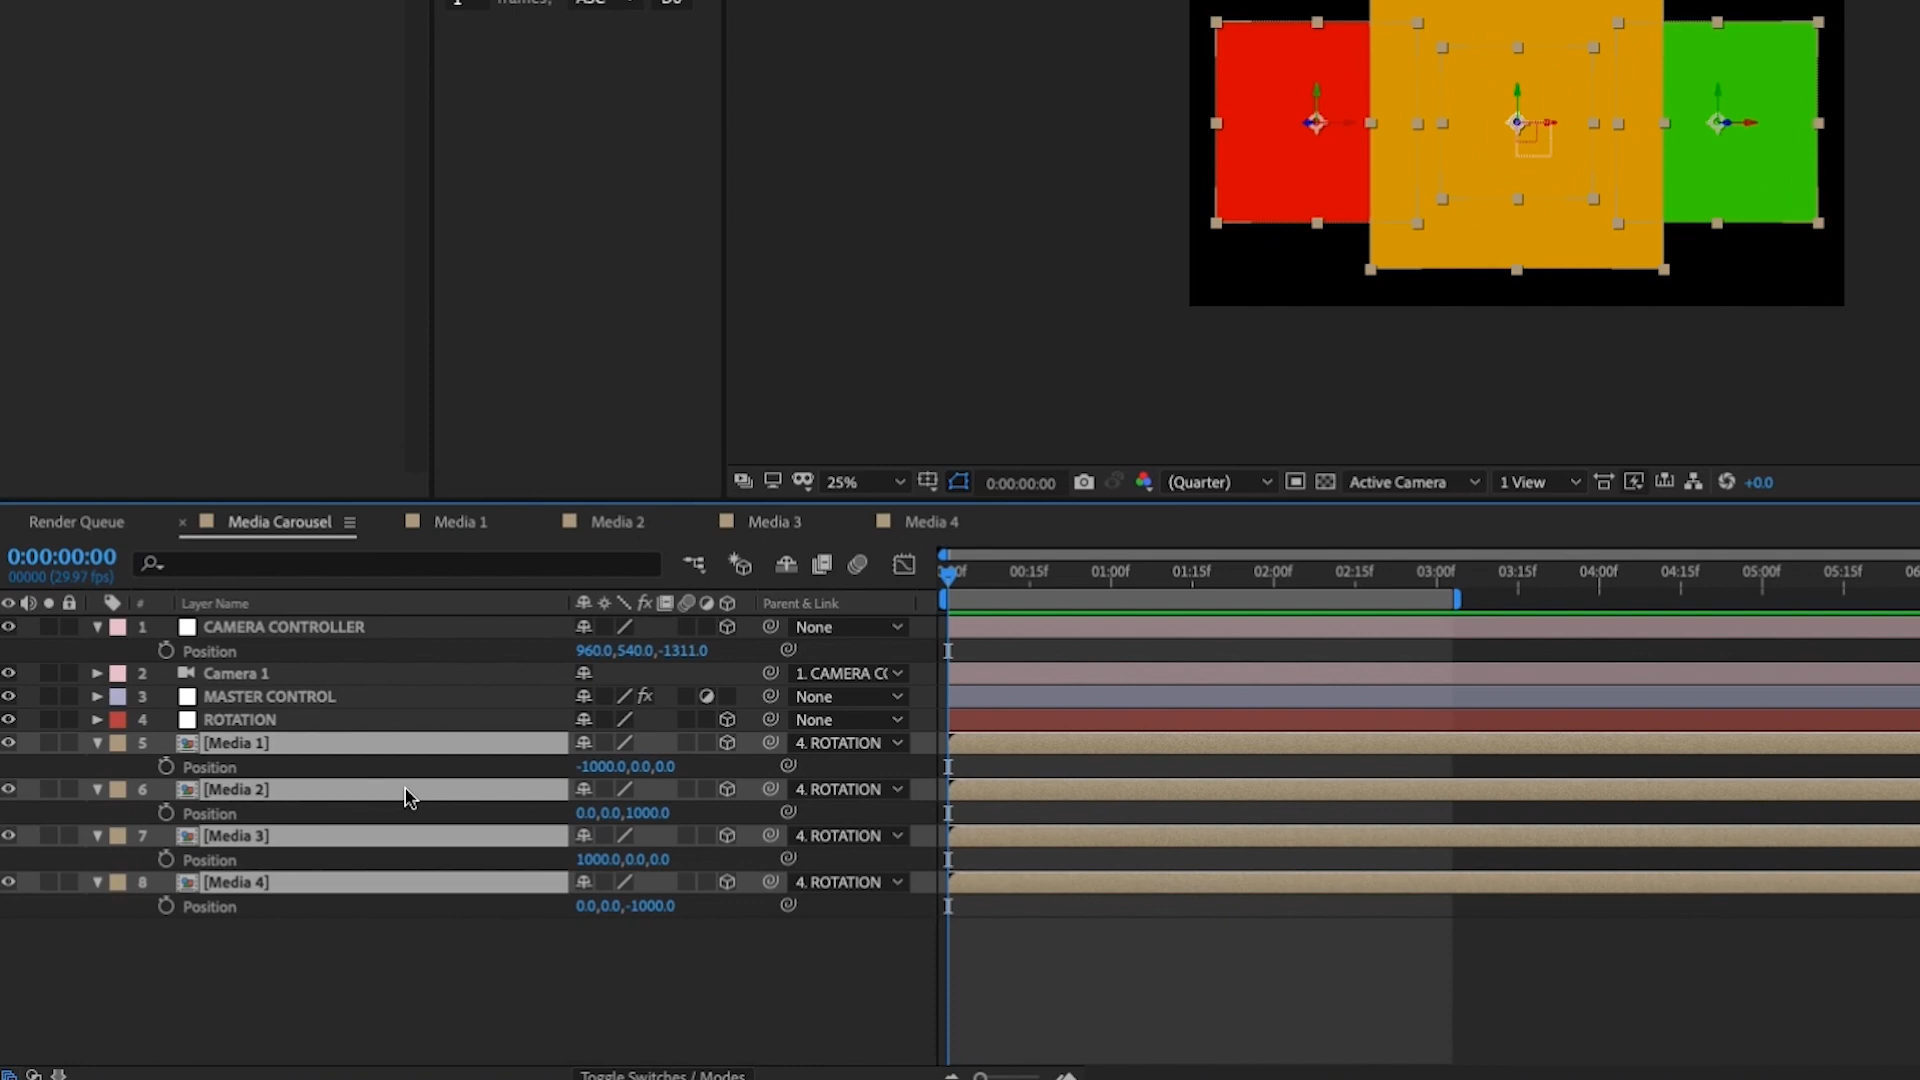 25%
0:00:00:00
(Quarter)
Active Camera
1 View
+0.0
Render Queue
× Media Carousel
Media 1
Media 2
Media 3
Media 4
0:00:00:00
00000 (29.97 fps)
00:15f 01:00f 01:15f 02:00f 02:15f 03:00f 03:15f 04:00f 04:15f 05:00f 05:15f 06
# Layer Name fx Parent & Link
1 CAMERA CONTROLLER None
Position 960.0,540.0,-1311.0
2 Camera 1 1. CAMERA C
3 MASTER CONTROL fx None
4 ROTATION None
5 [Media 1] 4. ROTATION
Position -1000.0,0.0,0.0
6 [Media 2] 4. ROTATION
Position 0.0,0.0,1000.0
7 [Media 3] 4. ROTATION
Position 1000.0,0.0,0.0
8 [Media 4] 4. ROTATION
Position 0.0,0.0,-1000.0
Toggle Switches / Modes